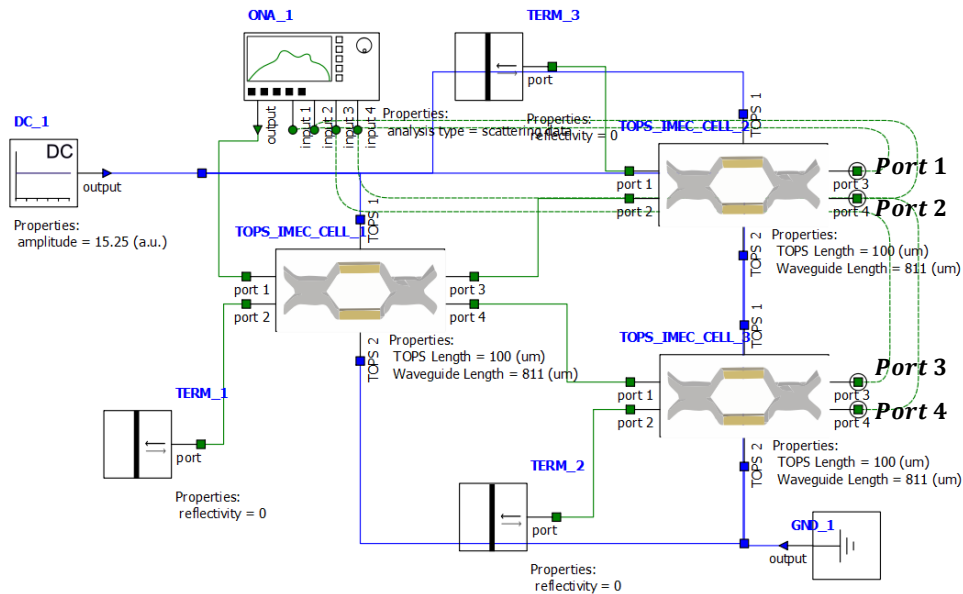 ONA_1
TERM_3
port
Properties:
reflectivity = 0
output
input 1
input 2
input 3
input 4
Properties:
analysis type = scattering data
DC_1
DC
output
Properties:
amplitude = 15.25 (a.u.)
TOPS_IMEC_CELL_2
TOPS 1
port 1
port 2
port 3
port 4
TOPS 2
Port 1
Port 2
Properties:
TOPS Length = 100 (um)
Waveguide Length = 811 (um)
TOPS_IMEC_CELL_1
TOPS 1
port 1
port 2
port 3
port 4
TOPS 2
Properties:
TOPS Length = 100 (um)
Waveguide Length = 811 (um)
TOPS_IMEC_CELL_3
TOPS 1
port 1
port 2
port 3
port 4
TOPS 2
Port 3
Port 4
Properties:
TOPS Length = 100 (um)
Waveguide Length = 811 (um)
TERM_1
port
Properties:
reflectivity = 0
TERM_2
port
Properties:
reflectivity = 0
GND_1
output